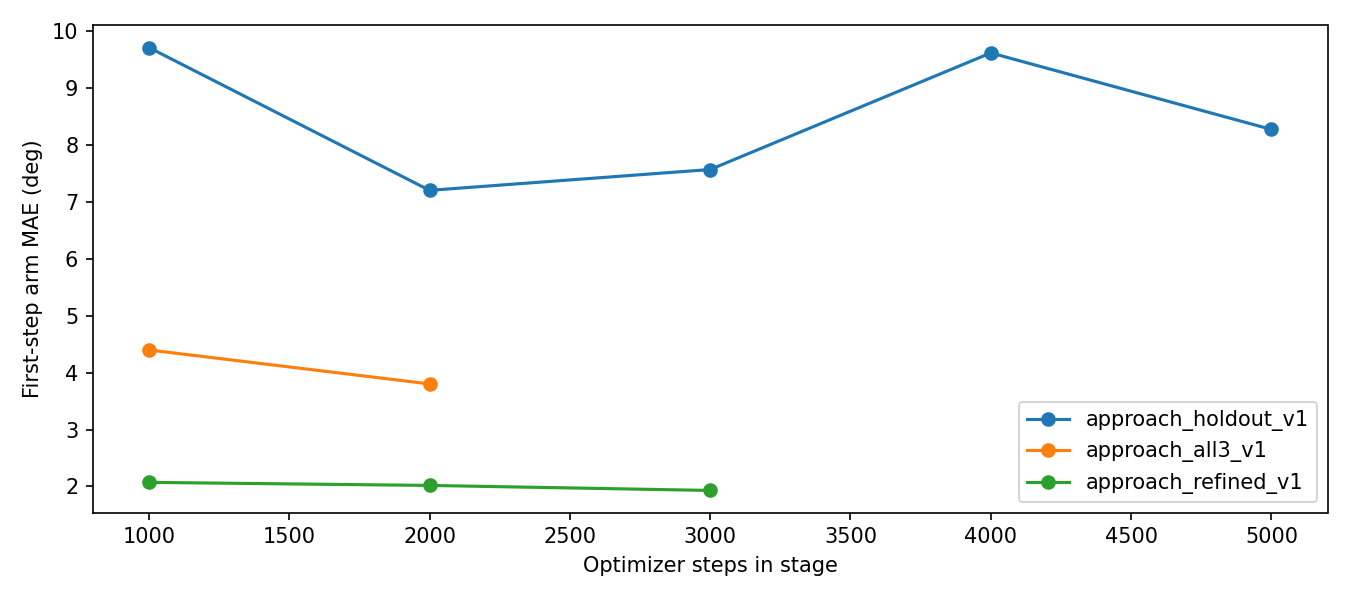 10
9
8
7
6
5
4
3
2
First-step arm MAE (deg)
approach_holdout_v1
approach_all3_v1
approach_refined_v1
1000 1500 2000 2500 3000 3500 4000 4500 5000
Optimizer steps in stage